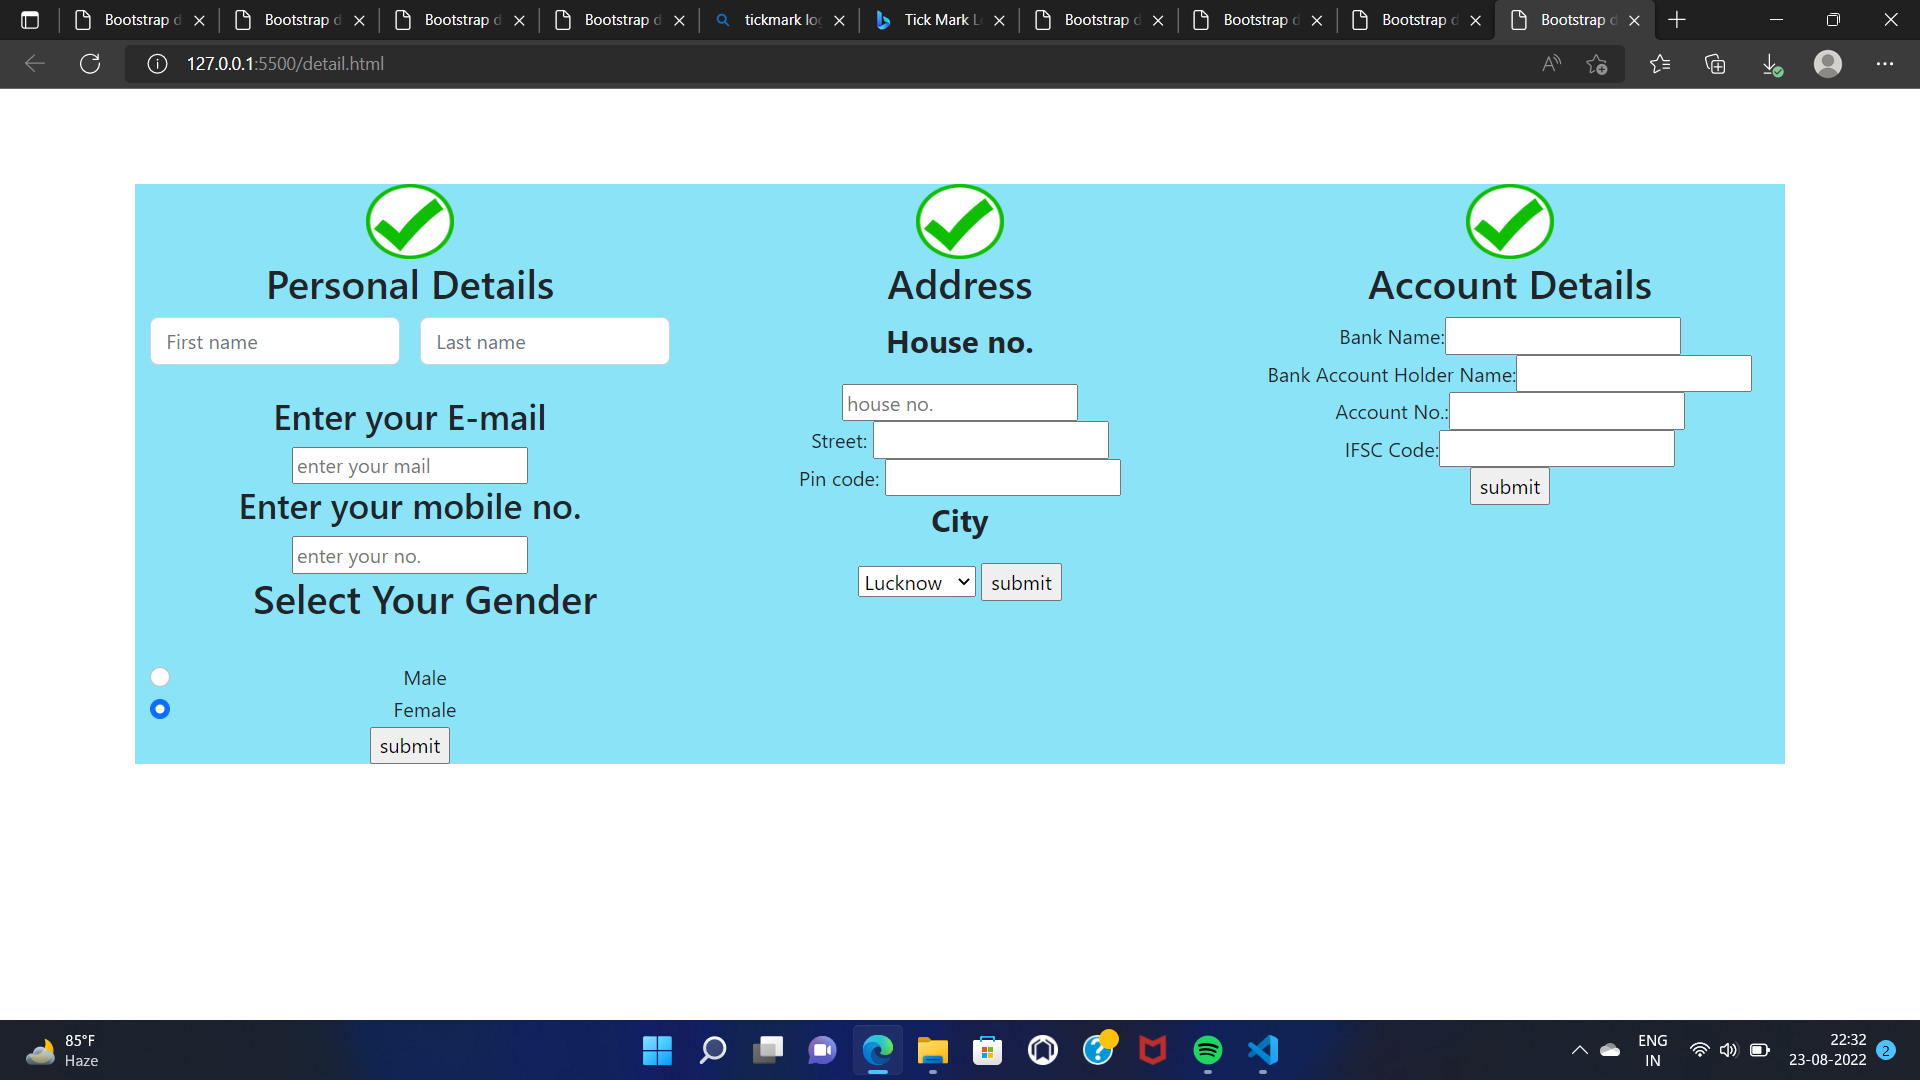 Bootstrap d
Bootstrap d
Bootstrap d
Bootstrap d
tickmark lo
Tick Mark L
Bootstrap d
Bootstrap d
Bootstrap d
Bootstrap d
127.0.0.1:5500/detail.html
Personal Details
First name
Last name
Enter your E-mail
enter your mail
Enter your mobile no.
enter your no.
Select Your Gender
Male
Female
submit
Address
House no.
house no.
Street:
Pin code:
City
Lucknow
submit
Account Details
Bank Name:
Bank Account Holder Name:
Account No.:
IFSC Code:
submit
85°F
Haze
ENG
IN
22:32
23-08-2022
2